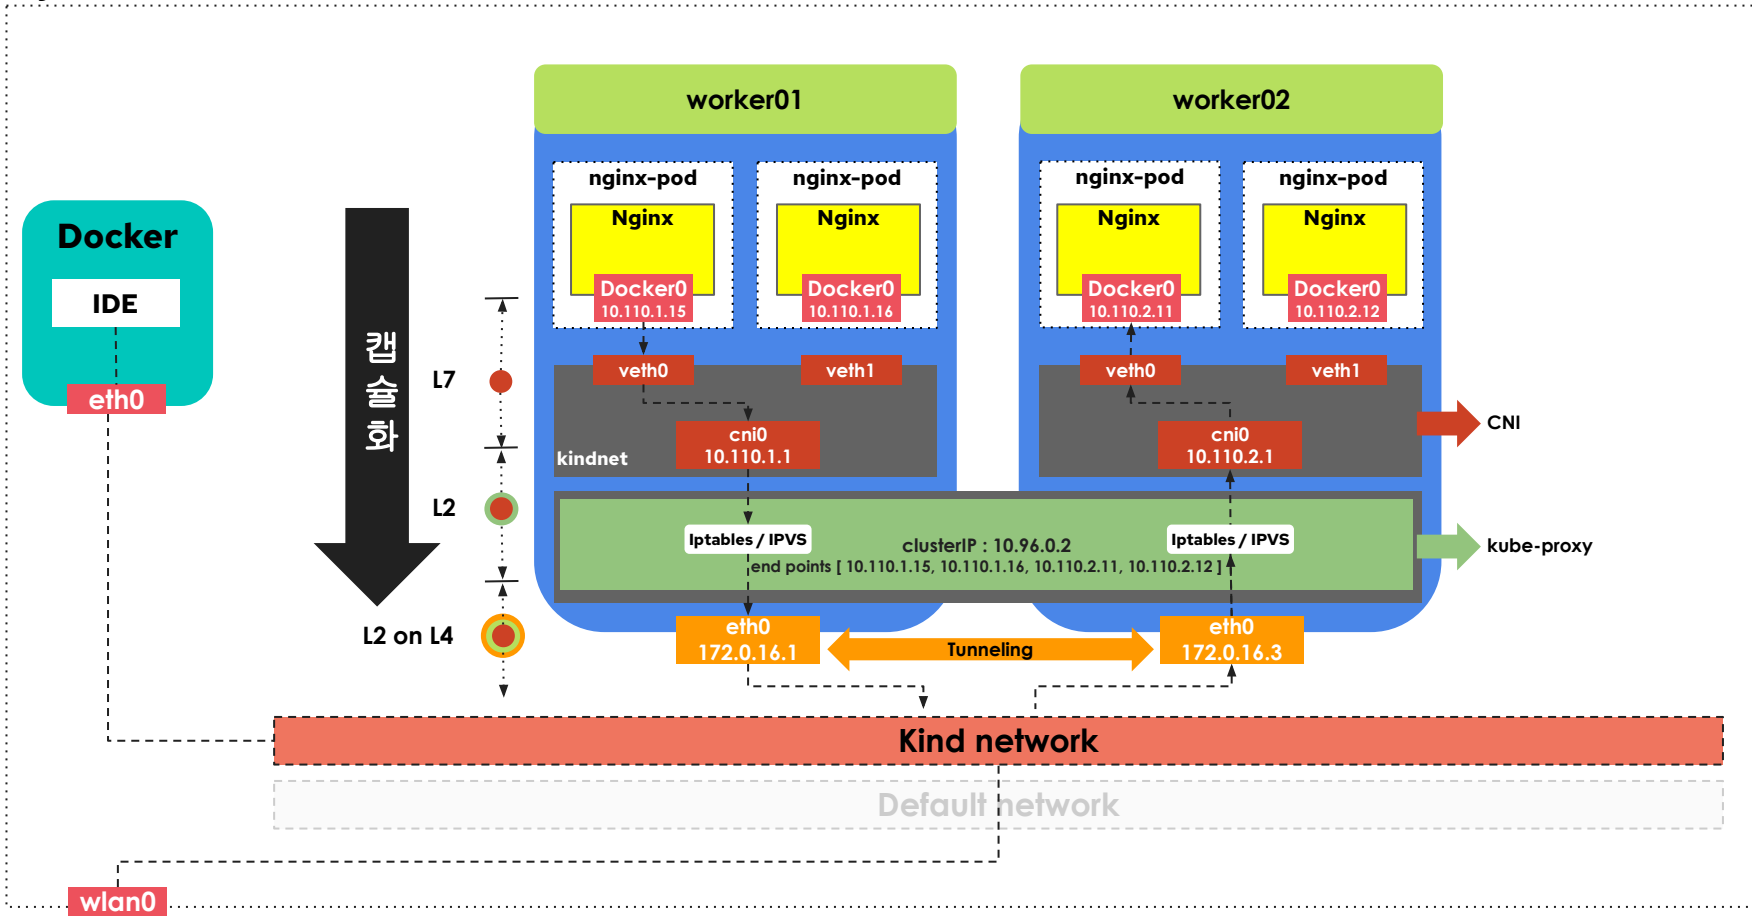 worker01
worker02
nginx-pod
nginx-pod
nginx-pod
nginx-pod
Nginx
Nginx
Nginx
Nginx
Docker0
10.110.1.15
Docker0
10.110.1.16
Docker0
10.110.2.11
Docker0
10.110.2.12
Docker
IDE
eth0
캡
슐
화
L7
L2
L2 on L4
veth0
veth1
veth0
veth1
cni0
10.110.1.1
cni0
10.110.2.1
kindnet
CNI
Iptables / IPVS
Iptables / IPVS
clusterIP : 10.96.0.2
end points [ 10.110.1.15, 10.110.1.16, 10.110.2.11, 10.110.2.12 ]
kube-proxy
eth0
172.0.16.1
Tunneling
eth0
172.0.16.3
Kind network
Default network
wlan0